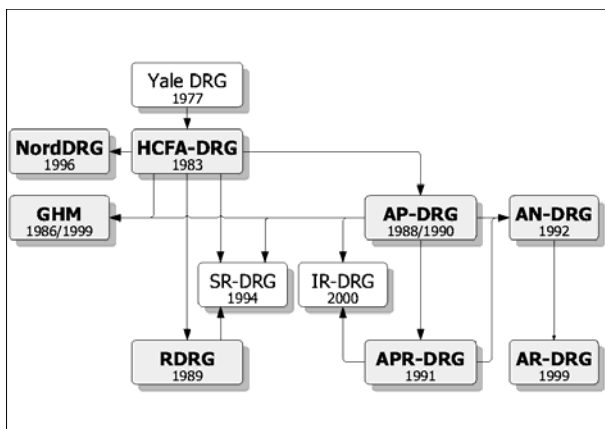 Yale DRG
1977
NordDRG
1996
HCFA-DRG
1983
GHM
1986/1999
AP-DRG
1988/1990
AN-DRG
1992
SR-DRG
1994
IR-DRG
2000
RDRG
1989
APR-DRG
1991
AR-DRG
1999